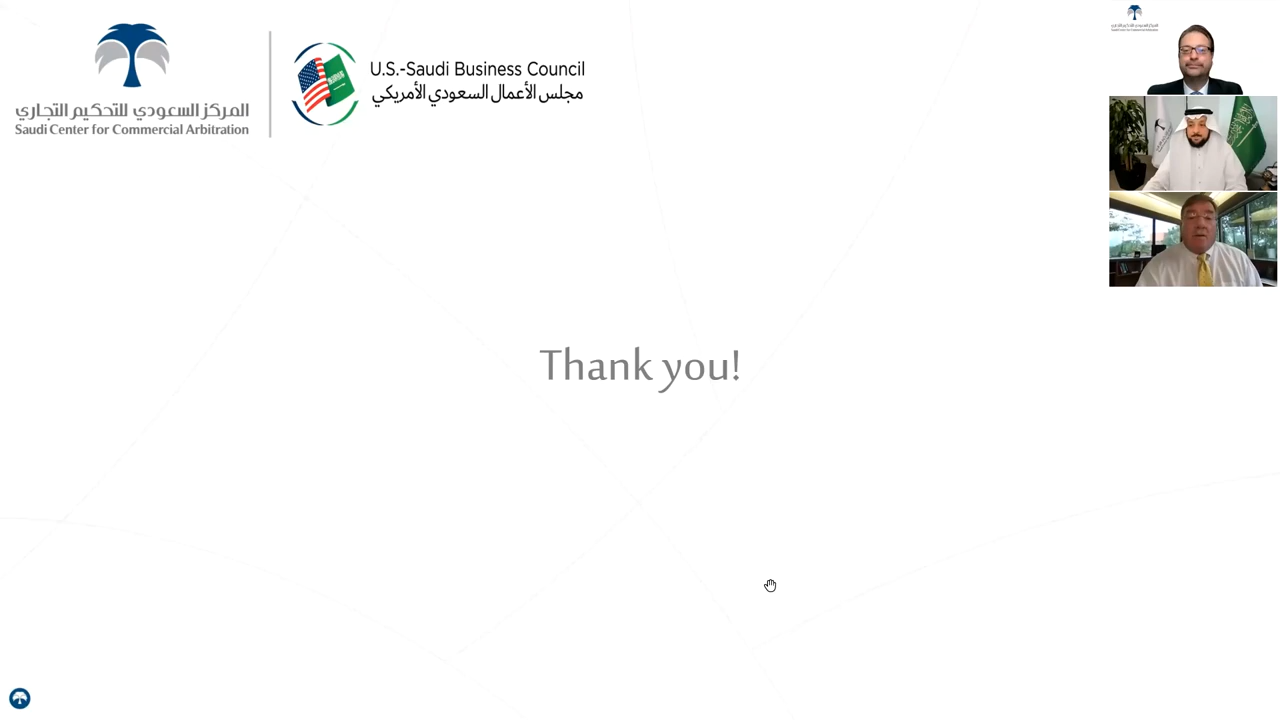 المركز السعودي للتحكيم التجاري
Saudi Center for Commercial Arbitration
U.S.-Saudi Business Council
مجلس الأعمال السعودي الأمريكي
Thank you!